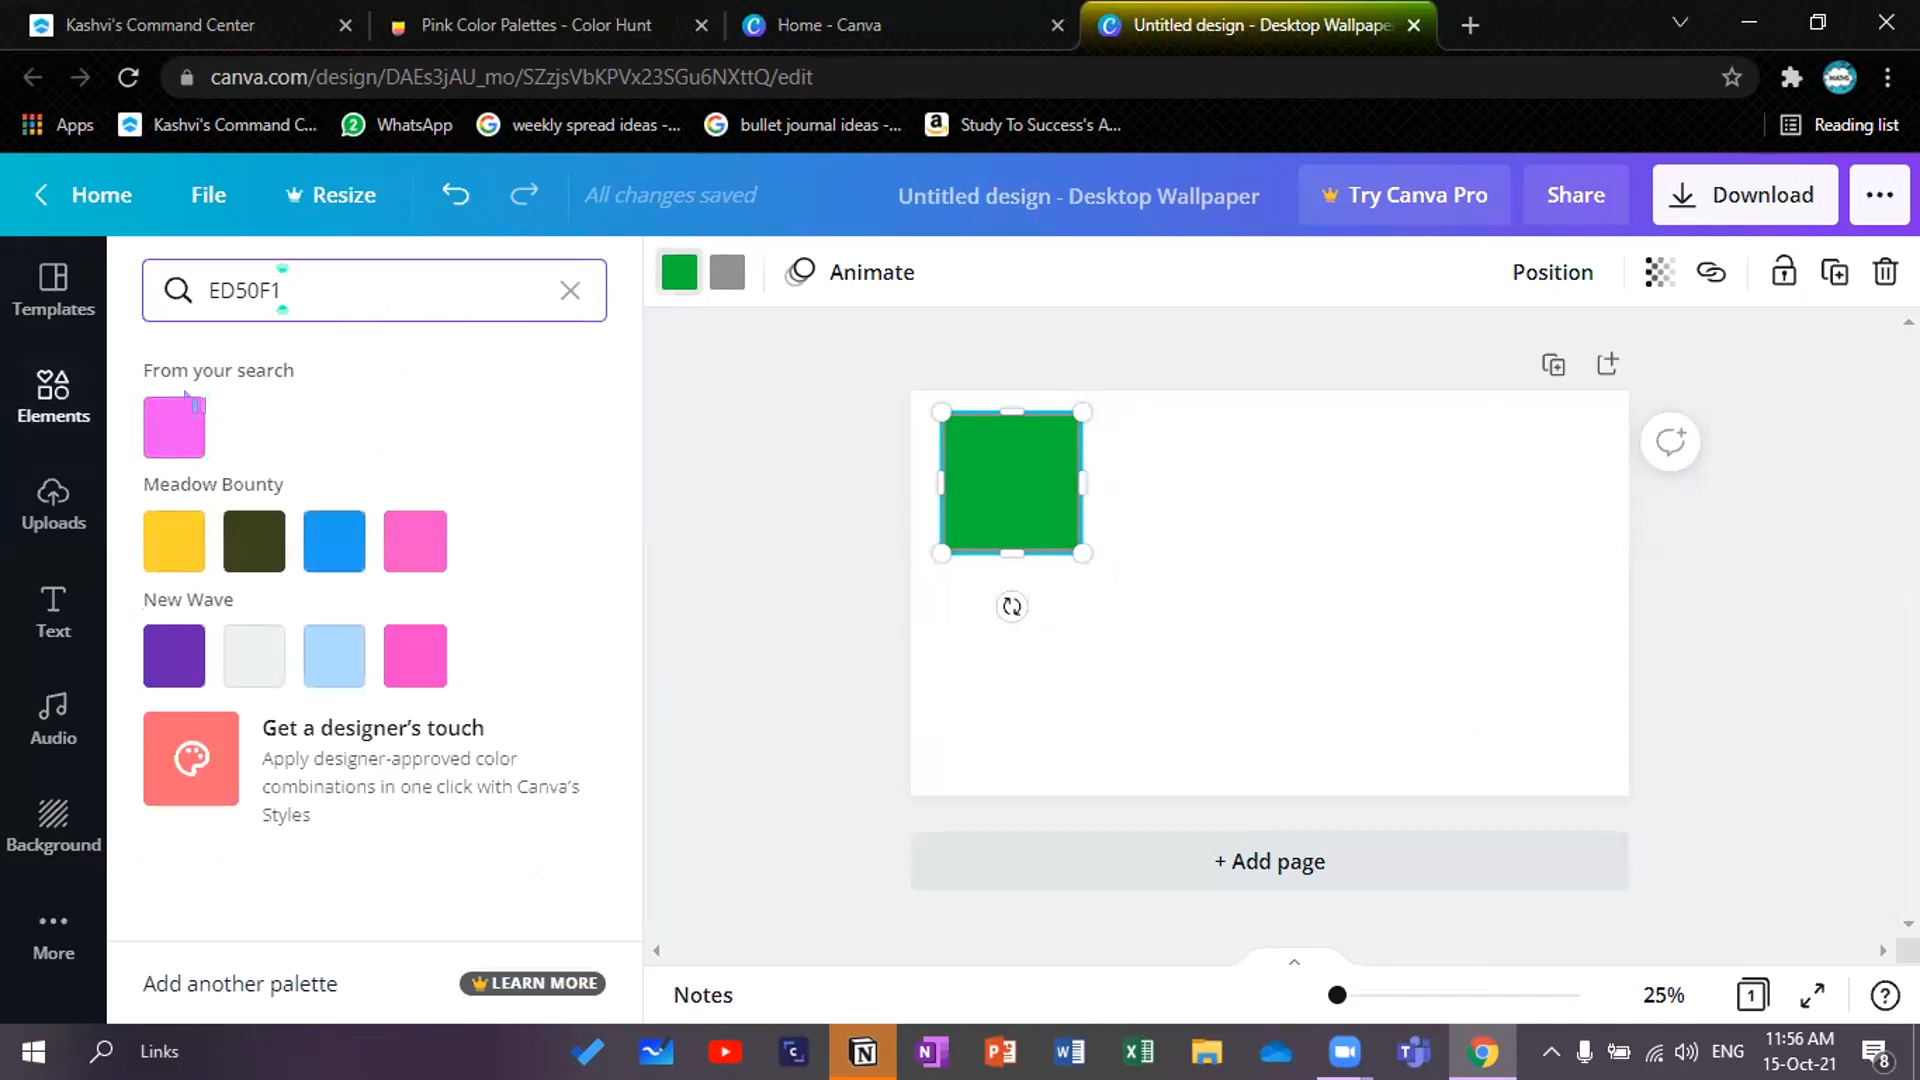 Kashvi's Command Center
Pink Color Palettes - Color Hunt
Home - Canva
Untitled design - Desktop Wallpape
canva.com/design/DAEs3jAU_mo/SZzjsVbKPVx23SGu6NXttQ/edit
Apps
Kashvi's Command C...
WhatsApp
weekly spread ideas -...
bullet journal ideas -...
Study To Success's A...
Reading list
Home
File
Resize
All changes saved
Untitled design - Desktop Wallpaper
Try Canva Pro
Share
Download
Templates
Elements
Uploads
Text
Audio
Background
More
ED50F1
From your search
Meadow Bounty
New Wave
Get a designer's touch
Apply designer-approved color
combinations in one click with Canva's
Styles
Add another palette
LEARN MORE
Animate
Position
+ Add page
Notes
25%
1
Links
ENG
11:56 AM
15-Oct-21
8